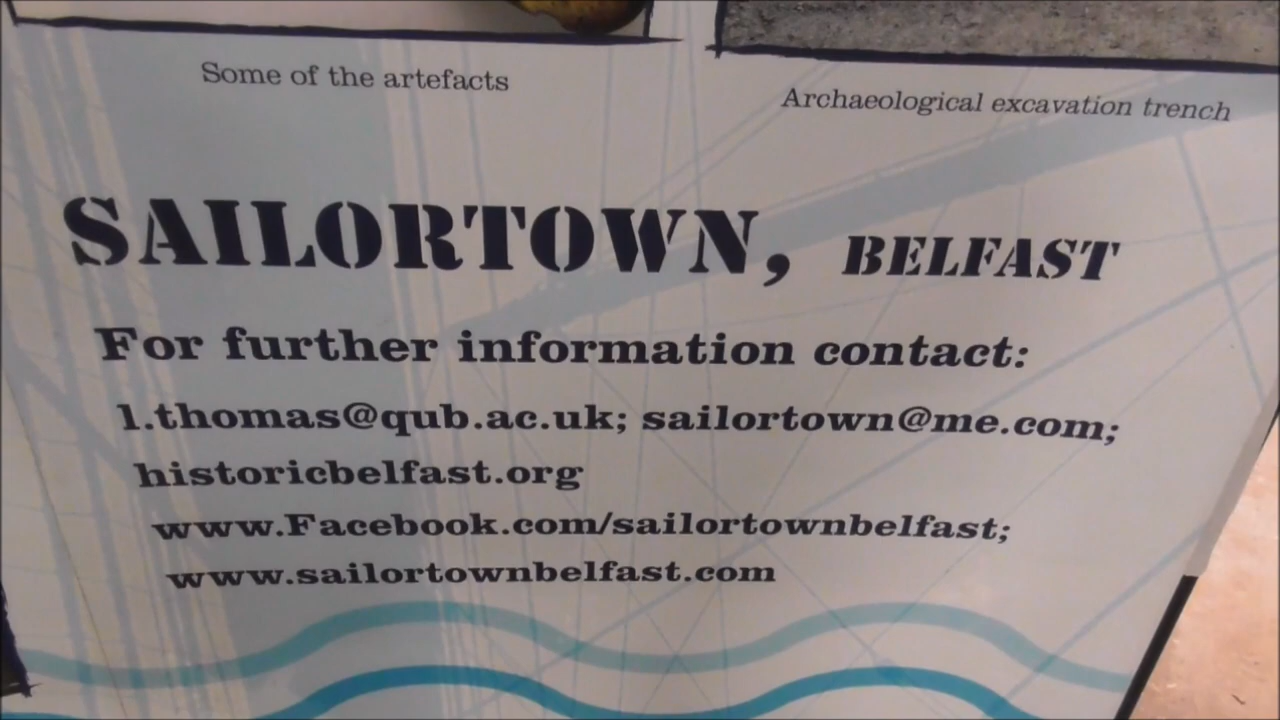 Some of the artefacts
Archaeological excavation trench
SAILORTOWN, BELFAST
For further information contact:
l.thomas@qub.ac.uk; sailortown@me.com;
historicbelfast.org
www.Facebook.com/sailortownbelfast;
www.sailortownbelfast.com